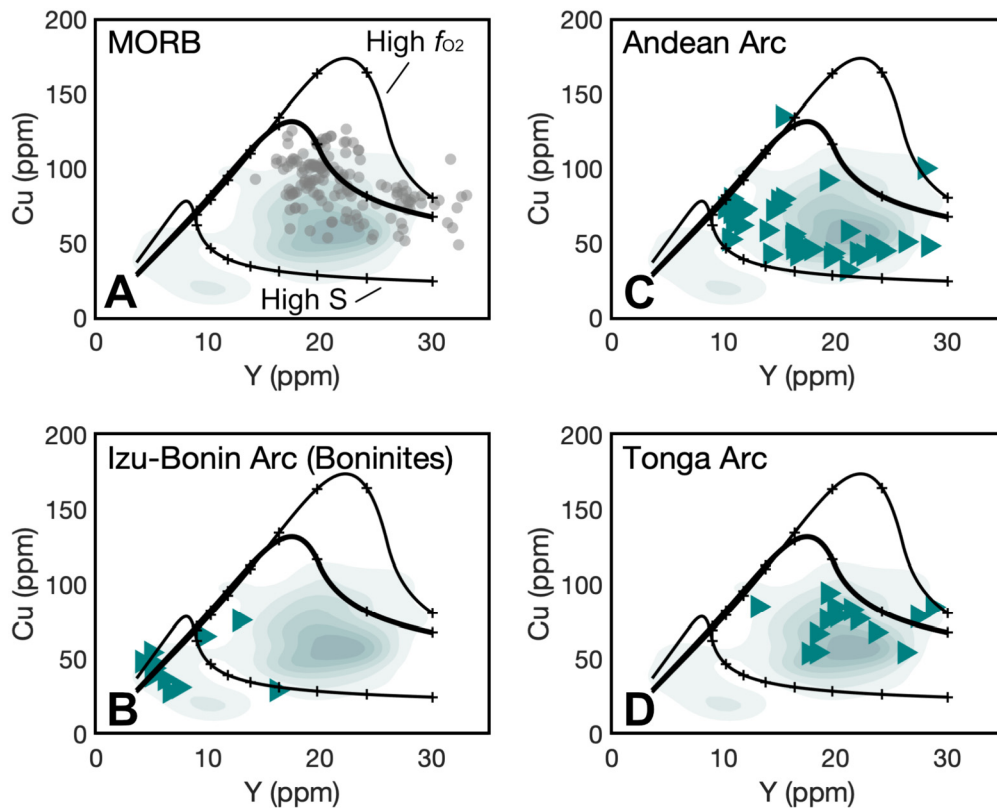 MORB
High fO2
High S
A
Cu (ppm)
200
150
100
50
0
0 10 20 30
Y (ppm)
Andean Arc
C
Cu (ppm)
200
150
100
50
0
0 10 20 30
Y (ppm)
Izu-Bonin Arc (Boninites)
B
Cu (ppm)
200
150
100
50
0
0 10 20 30
Y (ppm)
Tonga Arc
D
Cu (ppm)
200
150
100
50
0
0 10 20 30
Y (ppm)